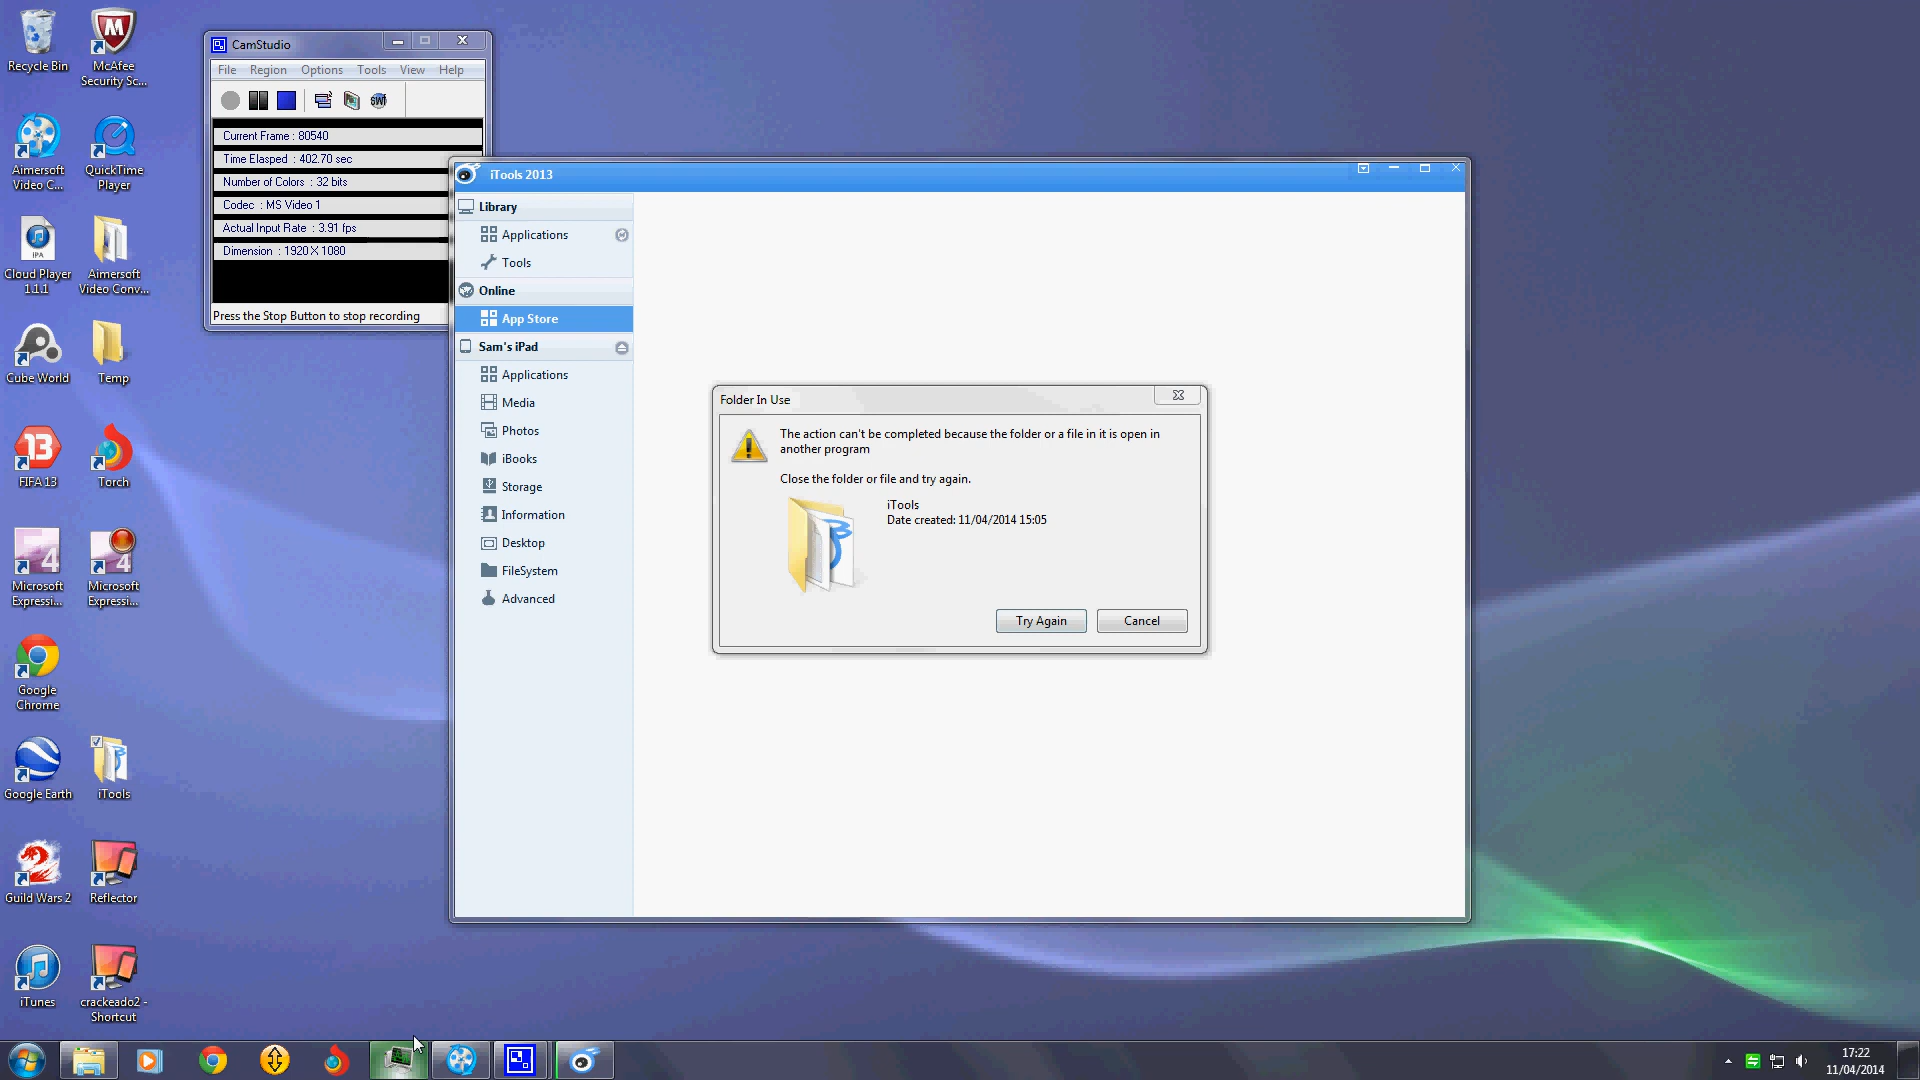 Recycle Bin
McAfee
Security Sc...
Aimersoft
Video C...
QuickTime
Player
IPA
Cloud Player
1.1.1
Aimersoft
Video Conv...
Cube World
Temp
13
FIFA 13
Torch
4
Microsoft
Expressi...
4
Microsoft
Expressi...
Google
Chrome
Google Earth
iTools
Guild Wars 2
Reflector
iTunes
crackeado2 -
Shortcut
CamStudio
File Region Options Tools View Help
SWF
Current Frame : 80540
Time Elasped : 402.70 sec
Number of Colors : 32 bits
Codec : MS Video 1
Actual Input Rate : 3.91 fps
Dimension : 1920 X 1080
Press the Stop Button to stop recording
iTools 2013
Library
Applications
Tools
Online
App Store
Sam's iPad
Applications
Media
Photos
iBooks
Storage
Information
Desktop
FileSystem
Advanced
Folder In Use
The action can't be completed because the folder or a file in it is open in
another program
Close the folder or file and try again.
iTools
Date created: 11/04/2014 15:05
Try Again
Cancel
17:22
11/04/2014